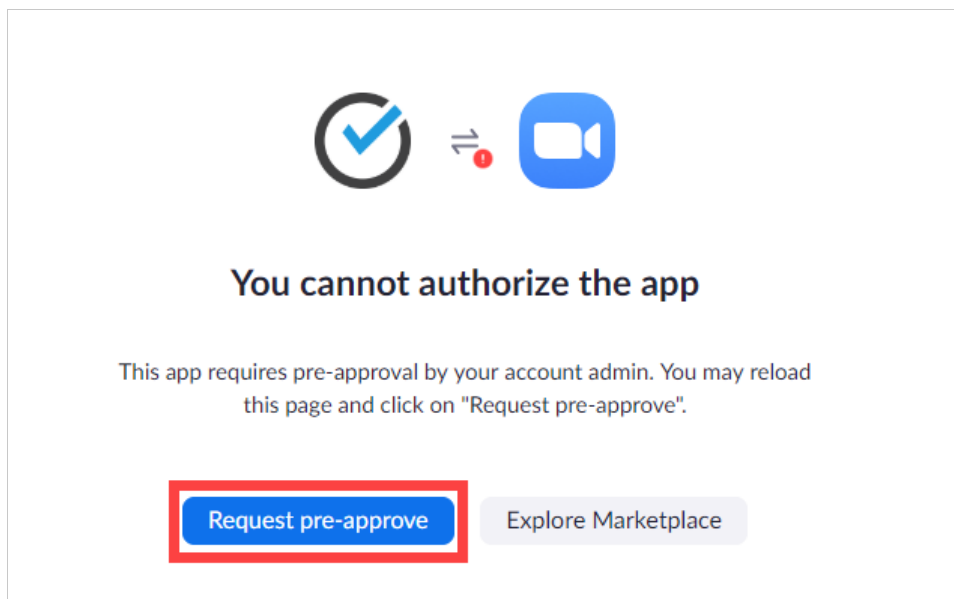 You cannot authorize the app
This app requires pre-approval by your account admin. You may reload
this page and click on "Request pre-approve".
Request pre-approve
Explore Marketplace